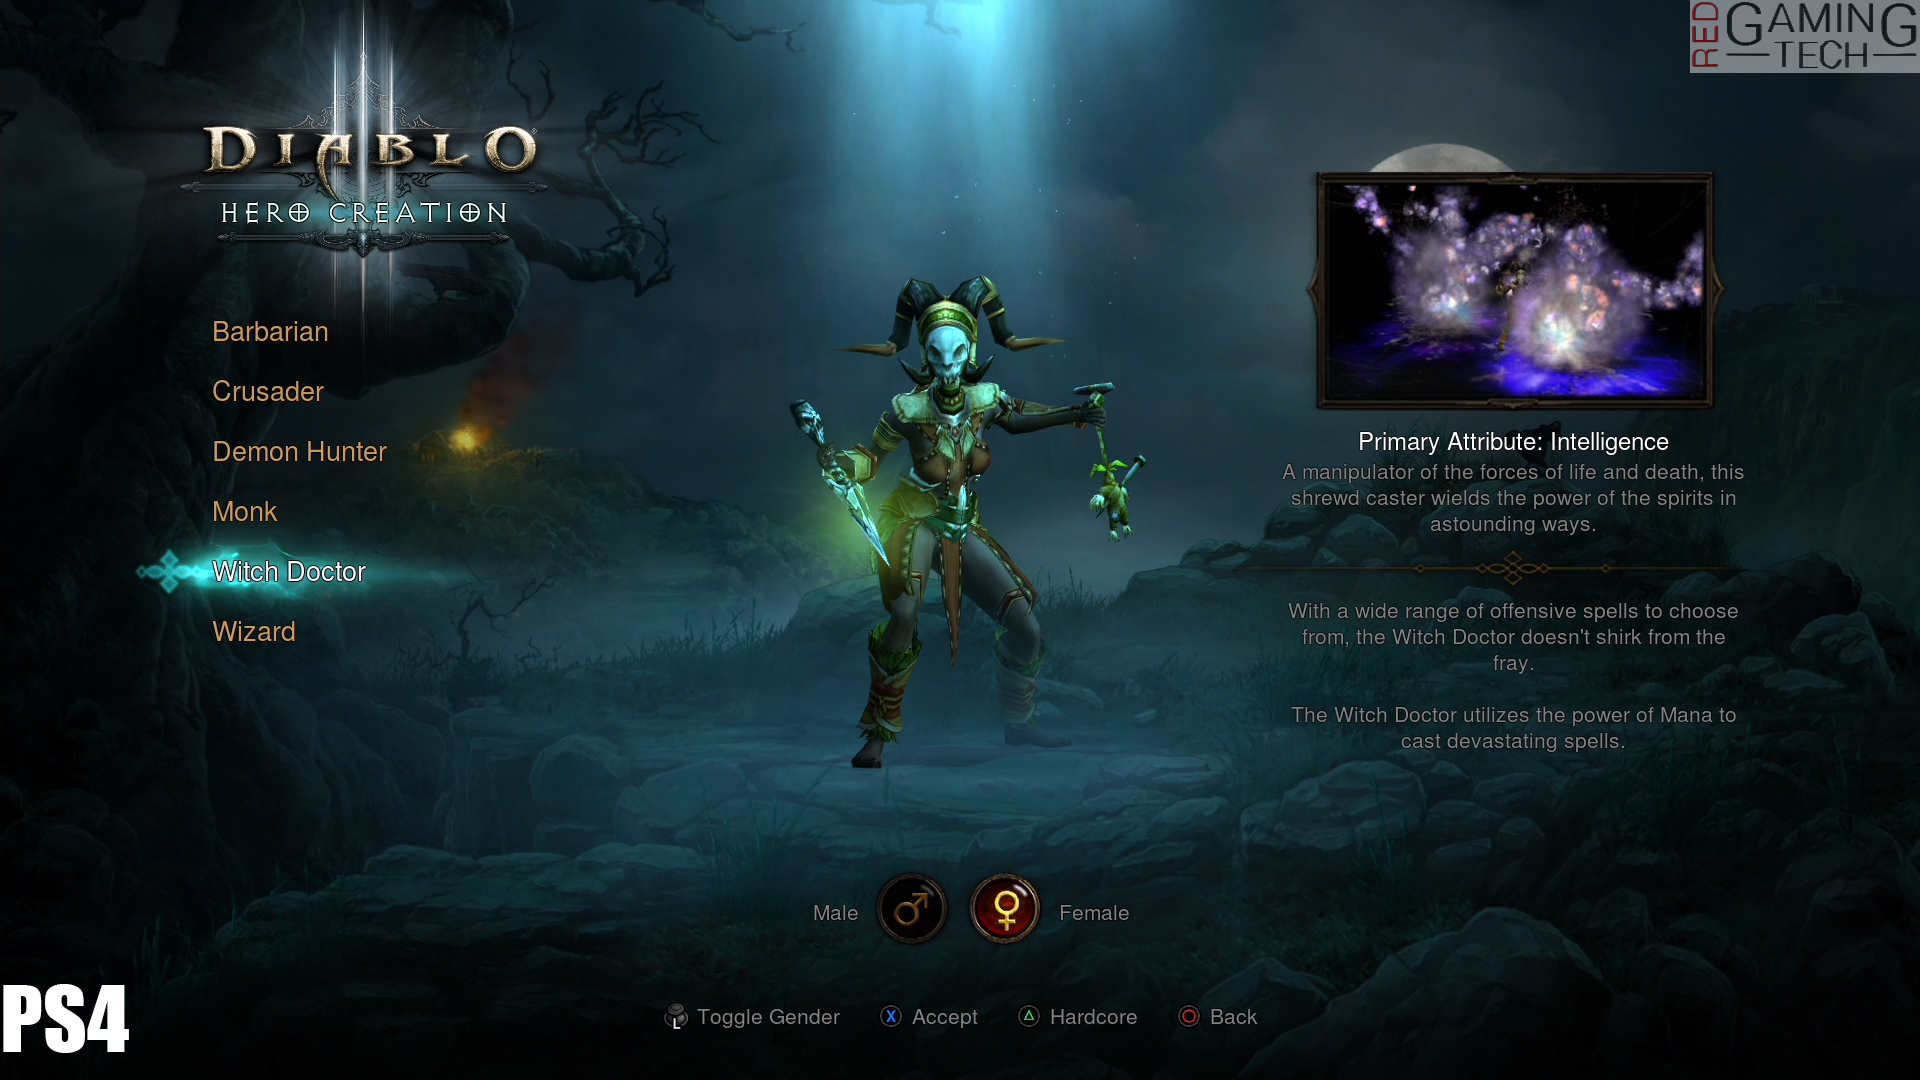 RED GAMING TECH
DIABLO
HERO CREATION
Barbarian
Crusader
Demon Hunter
Monk
Witch Doctor
Wizard
Primary Attribute: Intelligence
A manipulator of the forces of life and death, this
shrewd caster wields the power of the spirits in
astounding ways.
With a wide range of offensive spells to choose
from, the Witch Doctor doesn't shirk from the
fray.
The Witch Doctor utilizes the power of Mana to
cast devastating spells.
Male
Female
L Toggle Gender
X Accept
Hardcore
Back
PS4